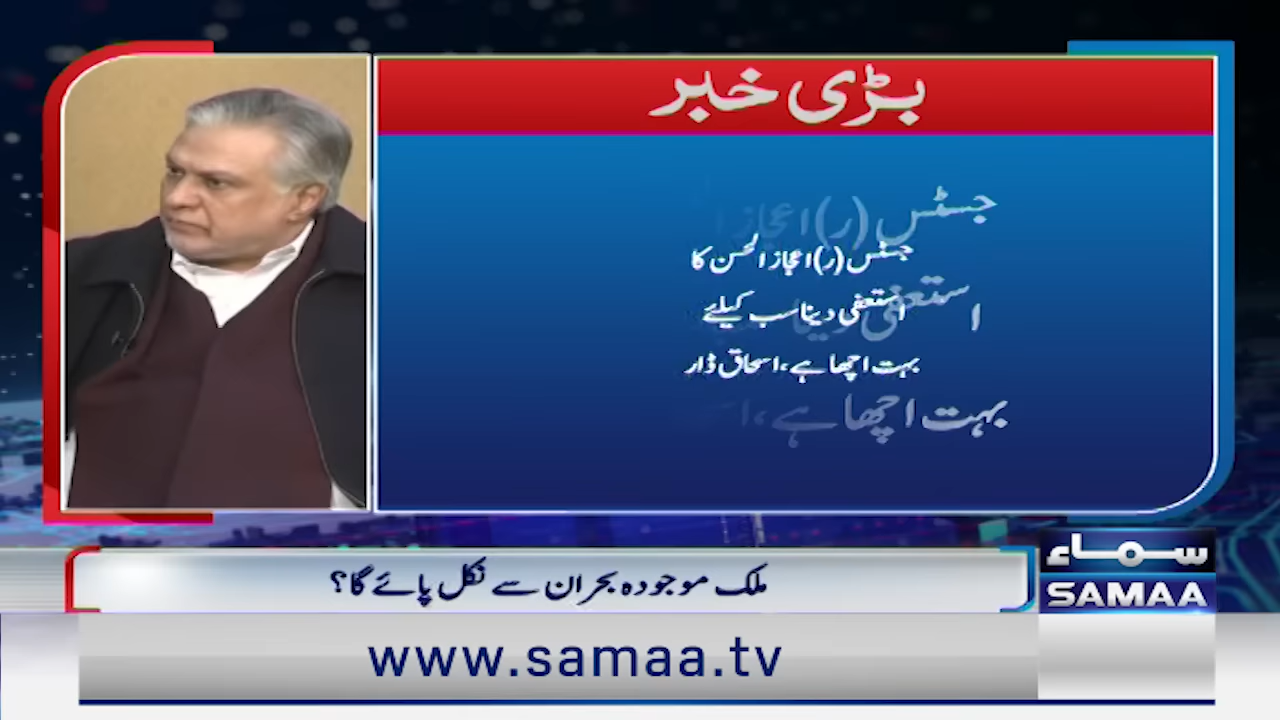 بڑی خبر
جسٹس (ر) اعجاز الحسن کا
استعفی دینا سب کیلئے
بہت اچھا ہے، اسحاق ڈار
ملک موجودہ بحران سے نکل پائے گا؟
سماء
SAMAA
www.samaa.tv